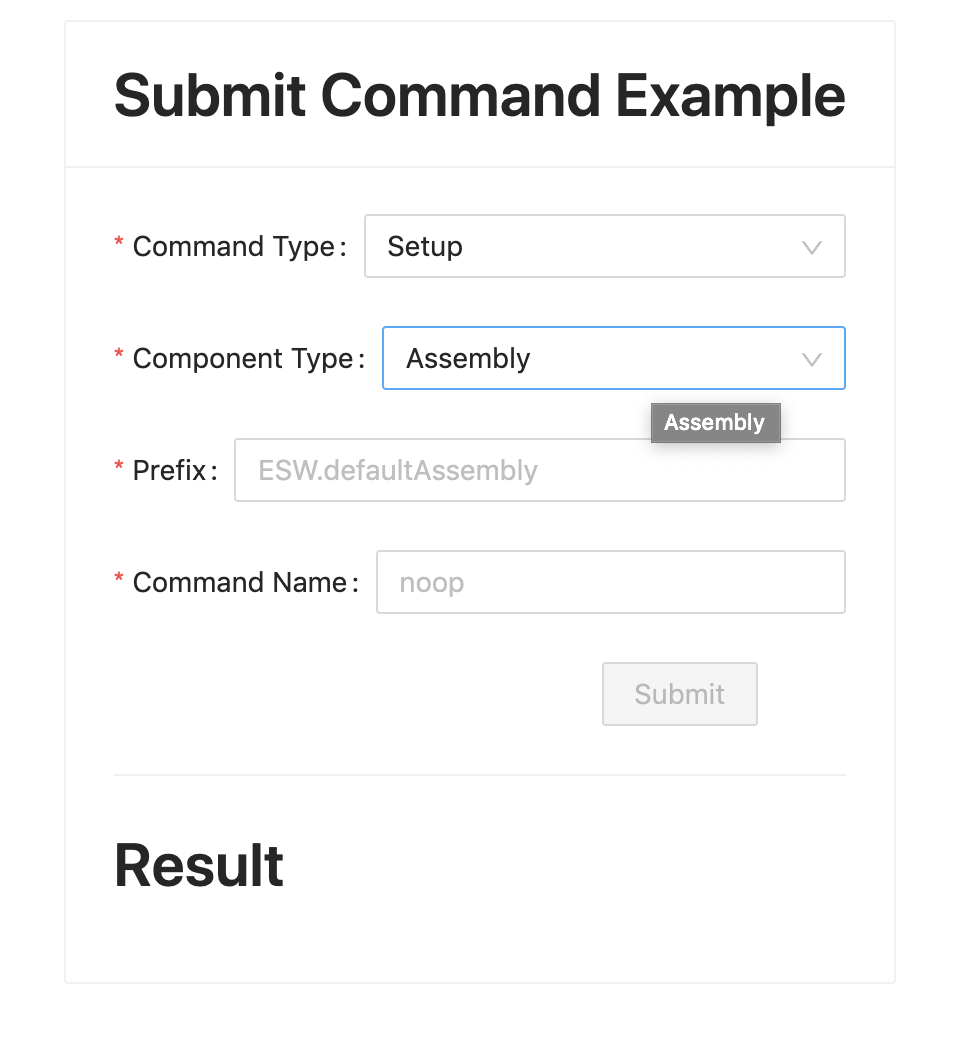 Submit Command Example
* Command Type: Setup
* Component Type: Assembly
Assembly
* Prefix: ESW.defaultAssembly
* Command Name: noop
Submit
Result